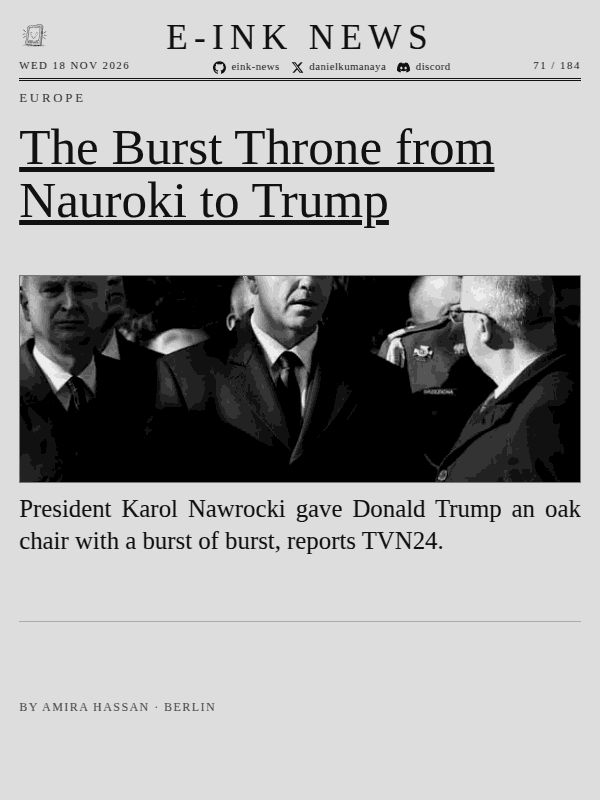 E-INK NEWS
WED 18 NOV 2026
eink-news danielkumanaya discord
71 / 184
EUROPE
The Burst Throne from
Nauroki to Trump
President Karol Nawrocki gave Donald Trump an oak
chair with a burst of burst, reports TVN24.
BY AMIRA HASSAN · BERLIN